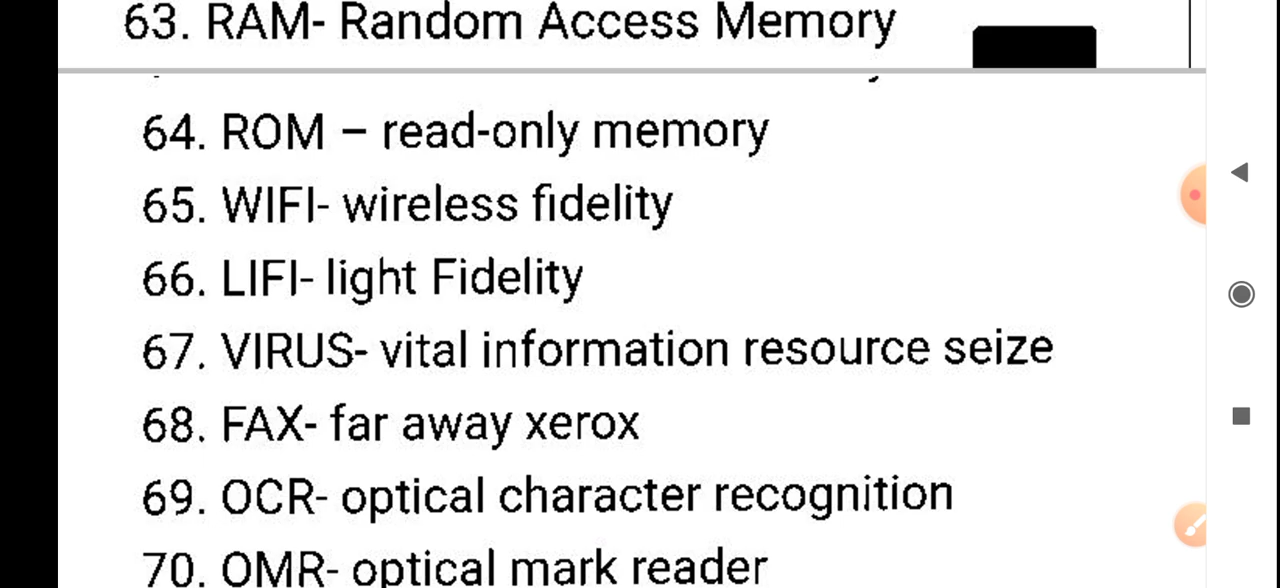 63. RAM- Random Access Memory
64. ROM – read-only memory
65. WIFI- wireless fidelity
66. LIFI- light Fidelity
67. VIRUS- vital information resource seize
68. FAX- far away xerox
69. OCR- optical character recognition
70. OMR- optical mark reader